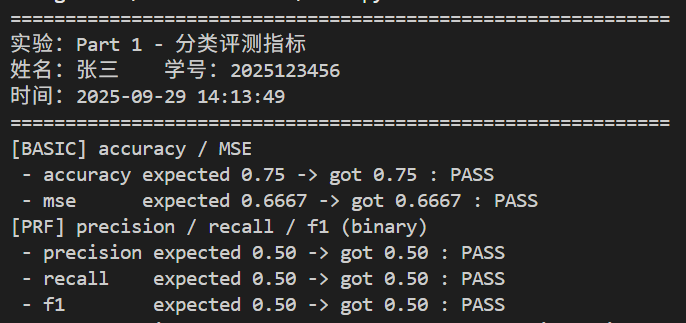 ============================================================
实验: Part 1 - 分类评测指标
姓名: 张三    学号: 2025123456
时间: 2025-09-29 14:13:49
============================================================
[BASIC] accuracy / MSE
 - accuracy expected 0.75 -> got 0.75 : PASS
 - mse      expected 0.6667 -> got 0.6667 : PASS
[PRF] precision / recall / f1 (binary)
 - precision expected 0.50 -> got 0.50 : PASS
 - recall    expected 0.50 -> got 0.50 : PASS
 - f1        expected 0.50 -> got 0.50 : PASS